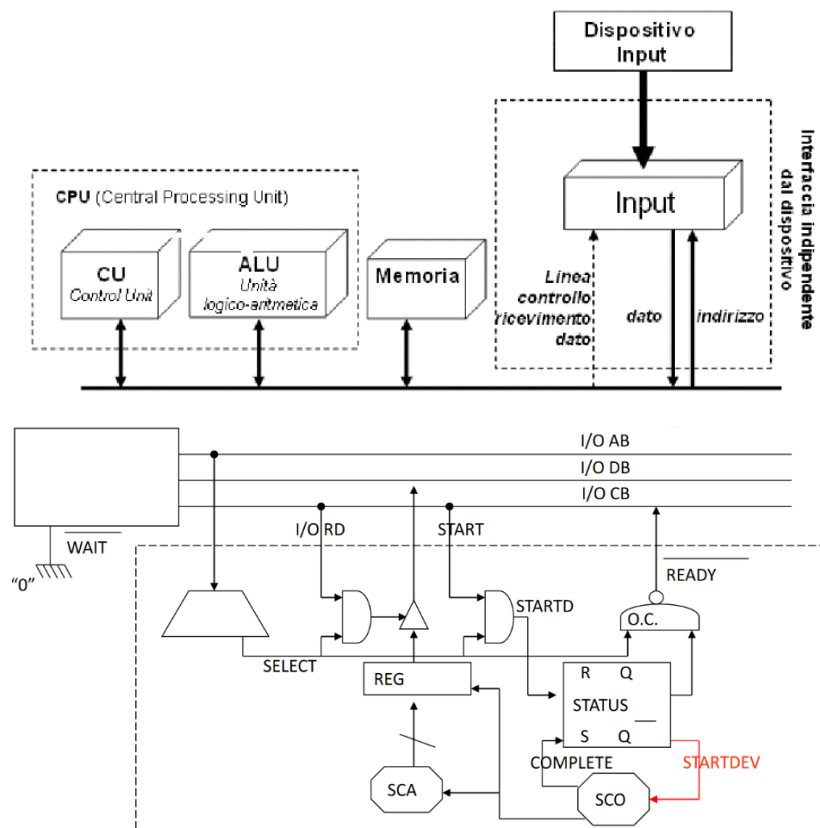 Dispositivo
Input
Interfaccia indipendente
dal dispositivo
CPU (Central Processing Unit)
Input
CU
Control Unit
ALU
Unità
logico-aritmetica
Memoria
Linea
controllo
ricevimento
dato
dato
indirizzo
I/O AB
I/O DB
I/O CB
I/O RD
START
WAIT
"0"
READY
STARTD
O.C.
SELECT
REG
R Q
STATUS
S Q
COMPLETE
STARTDEV
SCA
SCO